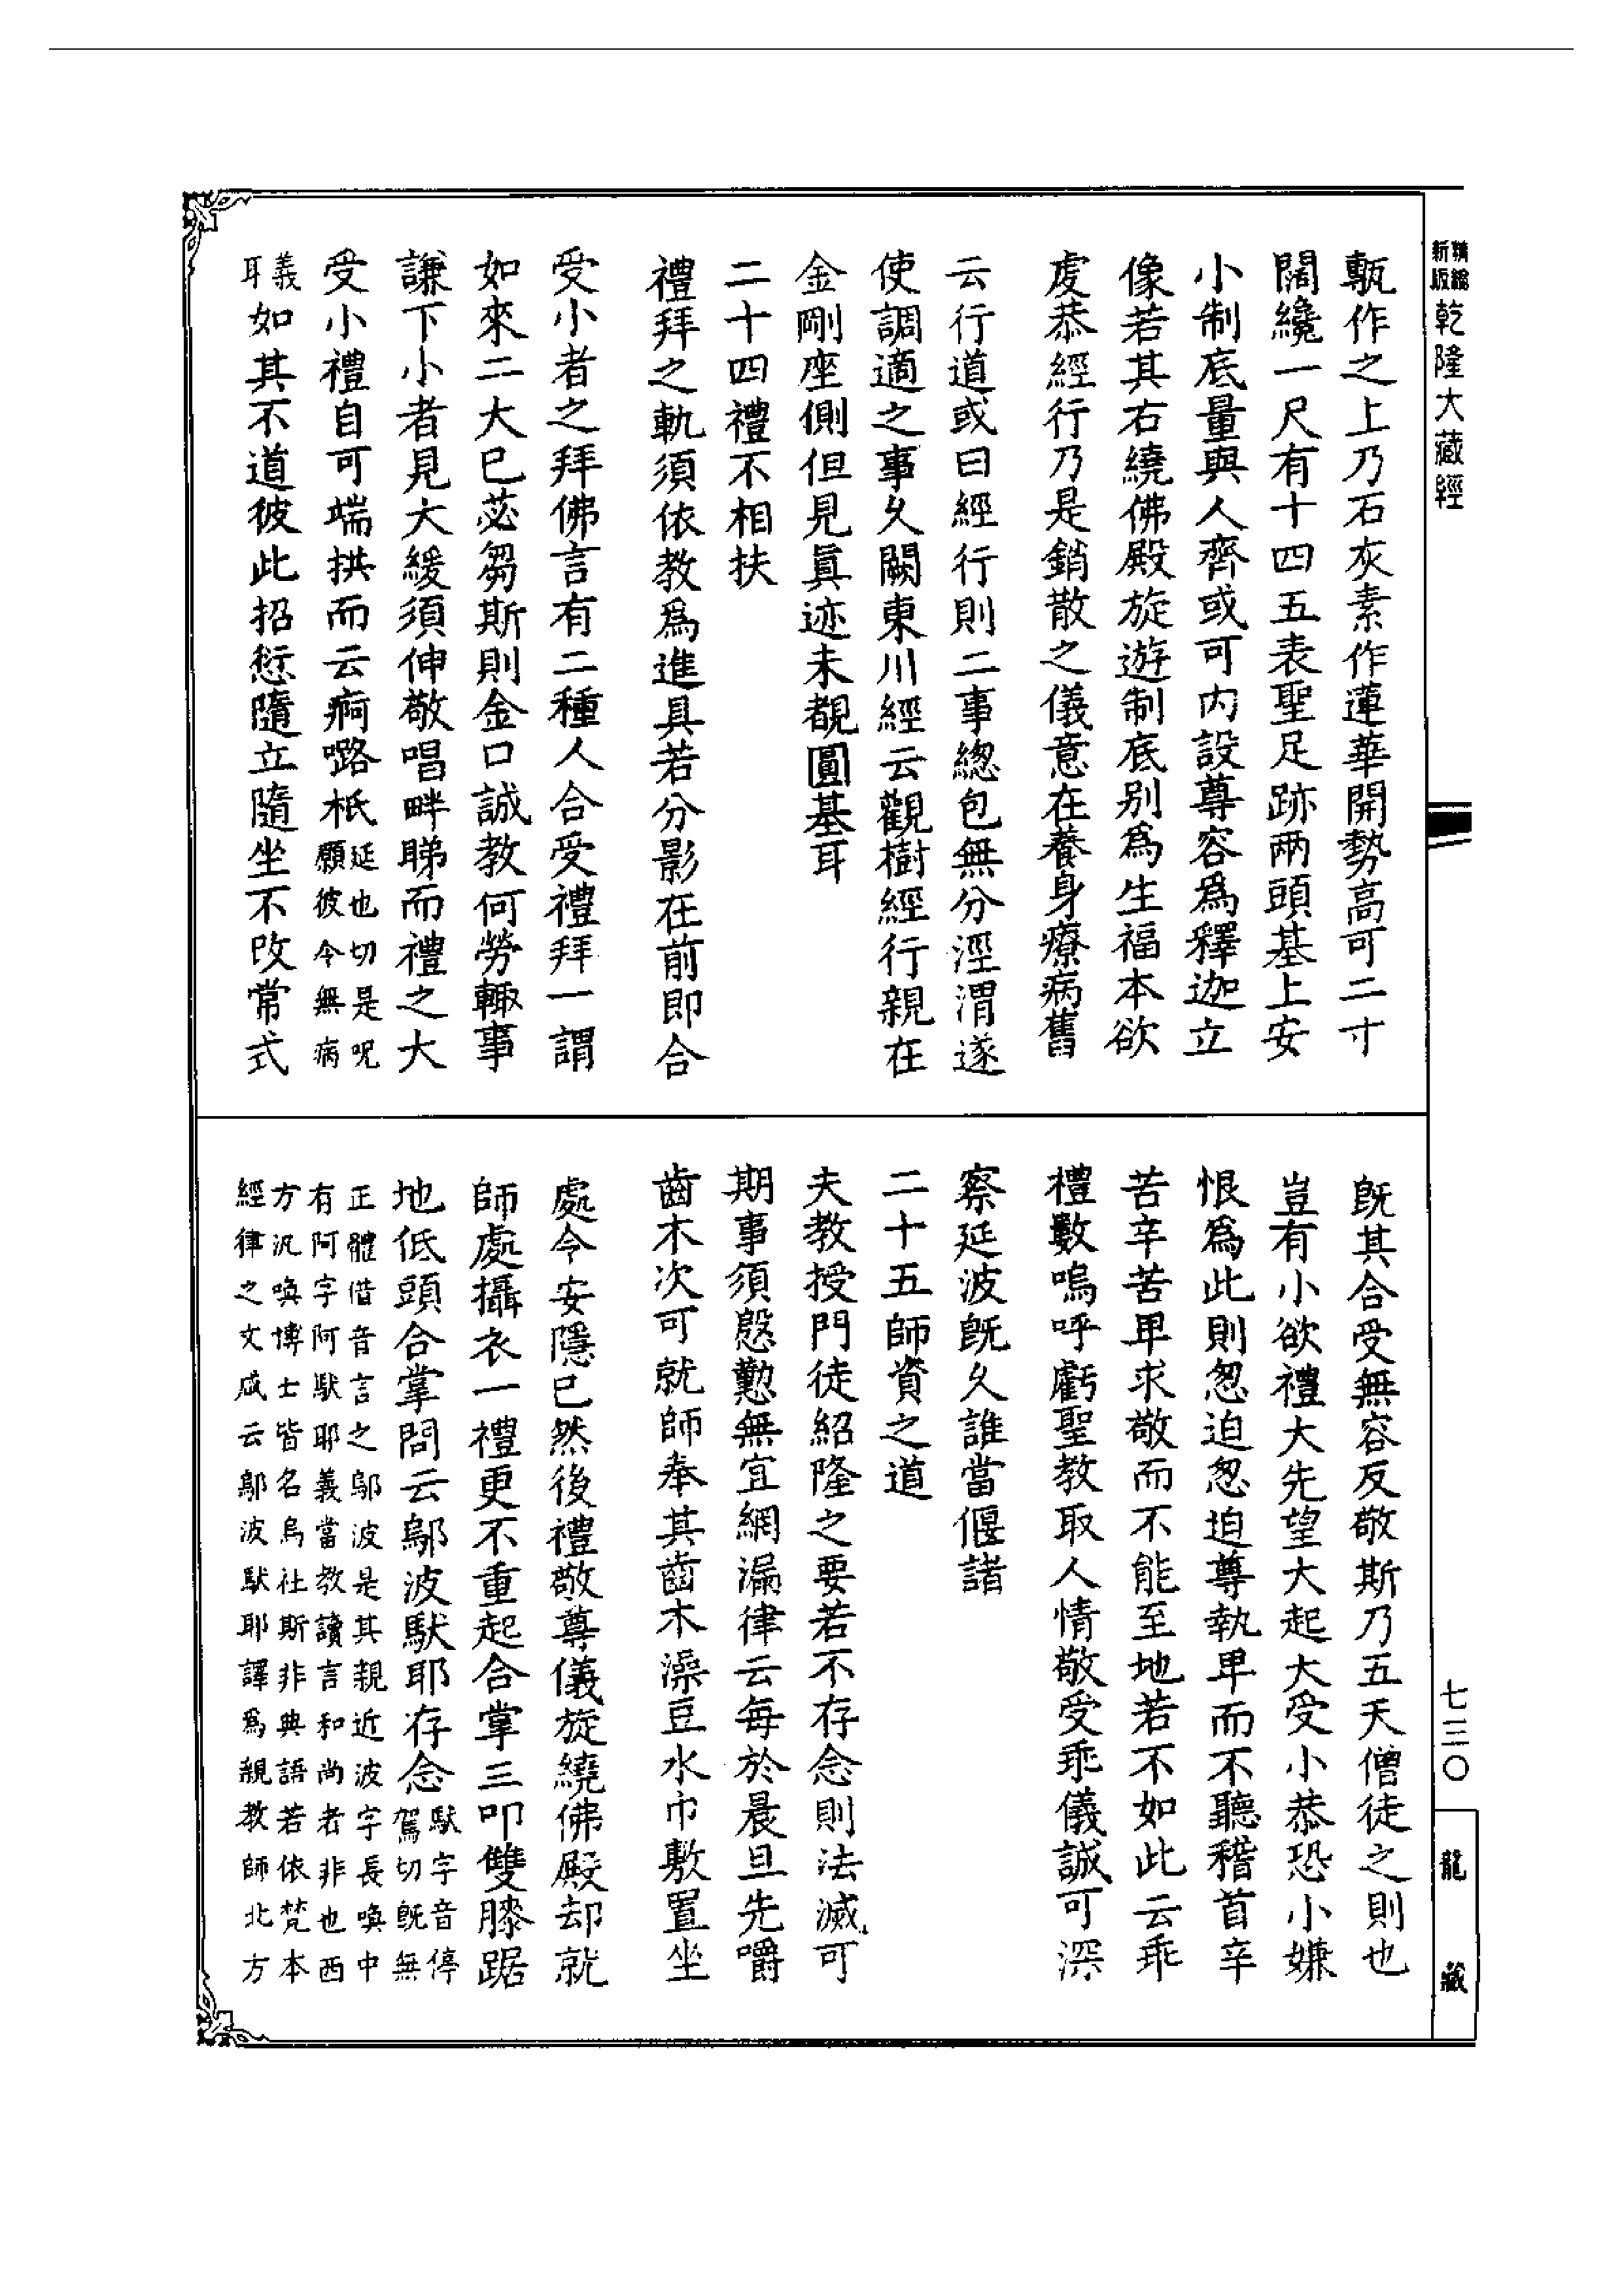 新版精縮乾隆大藏經
甎作之上乃石灰素作蓮華開勢高可二寸
闊纔一尺有十四五表聖足跡兩頭基上安
小制底量與人齊或可内設尊容爲釋迦立
像若其右繞佛殿旋遊制底别爲生福本欲
虔恭經行乃是銷散之儀意在養身療病舊
云行道或曰經行則二事緫包無分涇渭遂
使調適之事久闕東川經云觀樹經行親在
金剛座側但見眞迹未覩圓基耳
二十四禮不相扶
禮拜之軌須依教爲進具若分影在前即合
受小者之拜佛言有二種人合受禮拜一謂
如來二大已苾芻斯則金口誠教何勞輙事
謙下小者見大緩須伸敬唱畔睇而禮之大
受小禮自可端拱而云痾嚕柢延也切是呪願彼令無病
義耳如其不道彼此招愆隨立隨坐不改常式
既其合受無容反敬斯乃五天僧徒之則也
豈有小欲禮大先望大起大受小恭恐小嫌
恨爲此則怱迫怱迫尊執卑而不聽稽首辛
苦辛苦卑求敬而不能至地若不如此云乖
禮數嗚呼虧聖教取人情敬受乖儀誠可深
察延波既久誰當偃諸
二十五師資之道
夫教授門徒紹隆之要若不存念則法滅可
期事須慇懃無宜網漏律云每於晨旦先嚼
齒木次可就師奉其齒木澡豆水巾敷置坐
處令安隱已然後禮敬尊儀旋繞佛殿却就
師處攝衣一禮更不重起合掌三叩雙膝踞
地低頭合掌問云鄔波馱耶存念馱字音停駕切既無
正體借音言之鄔波是其親近波字長喚中
有阿字阿馱耶義當教讀言和尚者非也西
方汎喚博士皆名烏社斯非典語若依梵本
經律之文咸云鄔波馱耶譯爲親教師北方
七三〇
龍藏